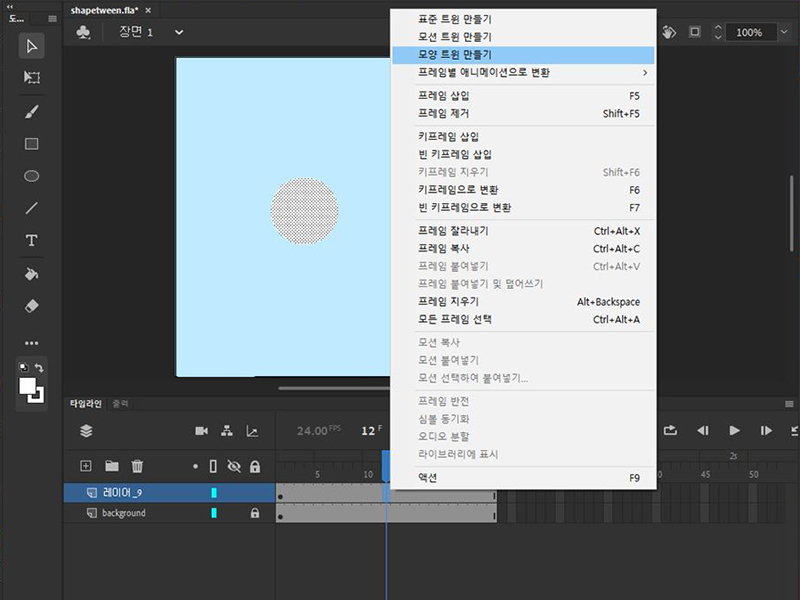 shapetween.fla*
도...
장면 1
100%
표준 트윈 만들기
모션 트윈 만들기
모양 트윈 만들기
프레임별 애니메이션으로 변환
프레임 삽입 F5
프레임 제거 Shift+F5
키프레임 삽입
빈 키프레임 삽입
키프레임 지우기 Shift+F6
키프레임으로 변환 F6
빈 키프레임으로 변환 F7
프레임 잘라내기 Ctrl+Alt+X
프레임 복사 Ctrl+Alt+C
프레임 붙여넣기 Ctrl+Alt+V
프레임 붙여넣기 및 덮어쓰기
프레임 지우기 Alt+Backspace
모든 프레임 선택 Ctrl+Alt+A
모션 복사
모션 붙여넣기
모션 선택하여 붙여넣기...
프레임 반전
심볼 동기화
오디오 분할
라이브러리에 표시
액션 F9
타임라인 출력
24.00 FPS 12 F
2s
5 10 45 50
레이어_9
background